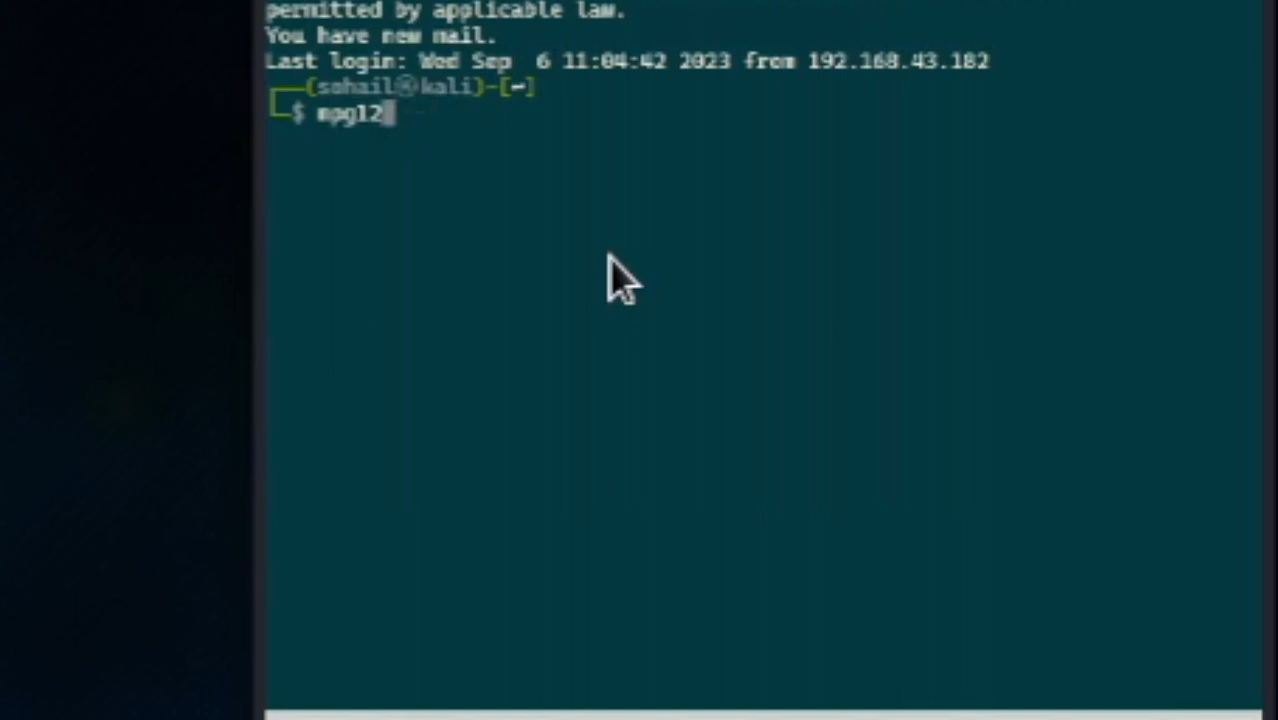 permitted by applicable law.
You have new mail.
Last login: Wed Sep  6 11:04:42 2023 from 192.168.43.182
┌──(sohail㉿kali)-[~]
└─$ mpg12